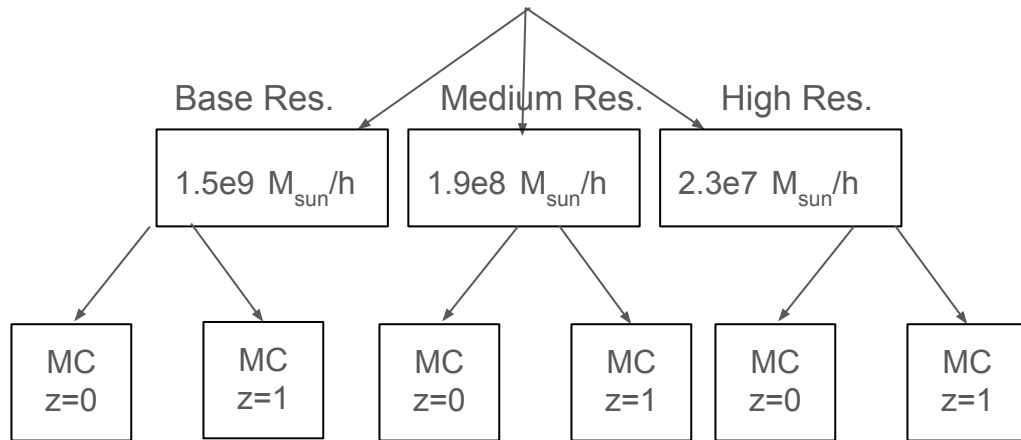 Base Res.
Medium Res.
High Res.
1.5e9 M_sun/h
1.9e8 M_sun/h
2.3e7 M_sun/h
MC
z=0
MC
z=1
MC
z=0
MC
z=1
MC
z=0
MC
z=1